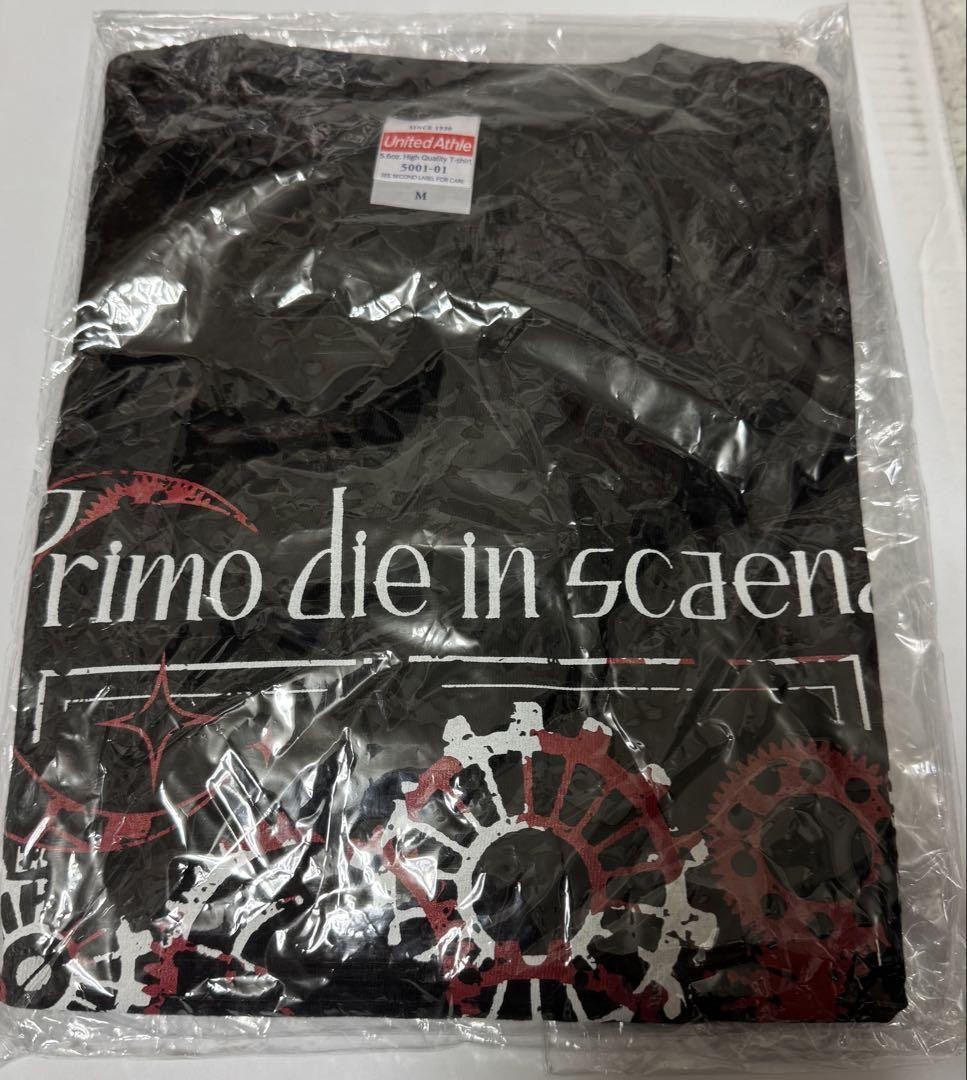 SINCE 1950
United Athle
5.6oz. High Quality T-shirt
5001-01
SEE SECOND LABEL FOR CARE
M
Primo die in scaena